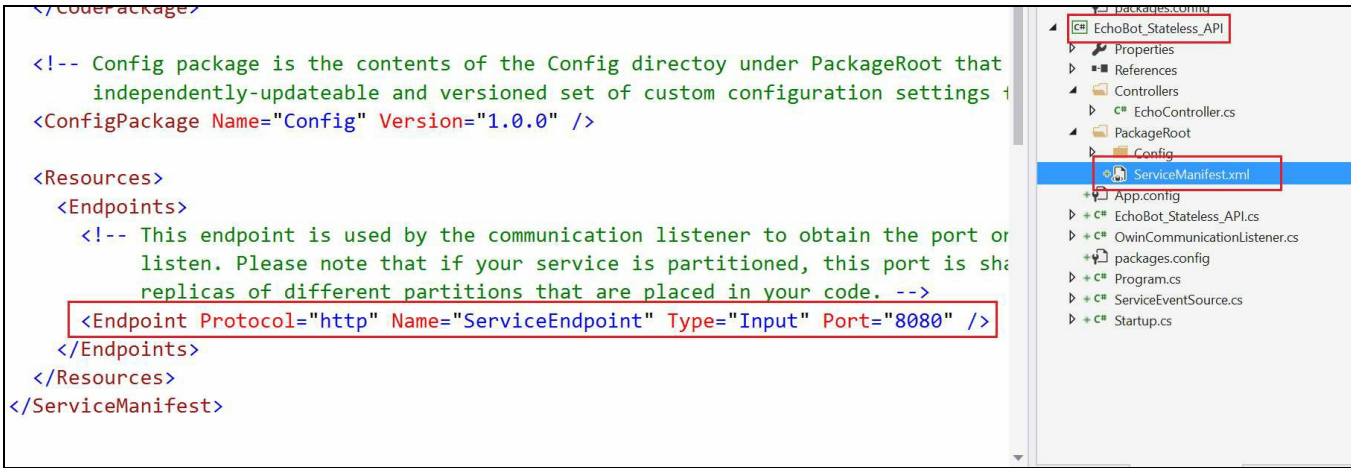 </CodePackage>
<!-- Config package is the contents of the Config directoy under PackageRoot that
independently-updateable and versioned set of custom configuration settings
<ConfigPackage Name="Config" Version="1.0.0" />
<Resources>
<Endpoints>
<!-- This endpoint is used by the communication listener to obtain the port on
listen. Please note that if your service is partitioned, this port is sha
replicas of different partitions that are placed in your code. -->
<Endpoint Protocol="http" Name="ServiceEndpoint" Type="Input" Port="8080" />
</Endpoints>
</Resources>
</ServiceManifest>
packages.config
C# EchoBot_Stateless_API
Properties
References
Controllers
C# EchoController.cs
PackageRoot
Config
ServiceManifest.xml
App.config
C# EchoBot_Stateless_API.cs
C# OwinCommunicationListener.cs
packages.config
C# Program.cs
C# ServiceEventSource.cs
C# Startup.cs